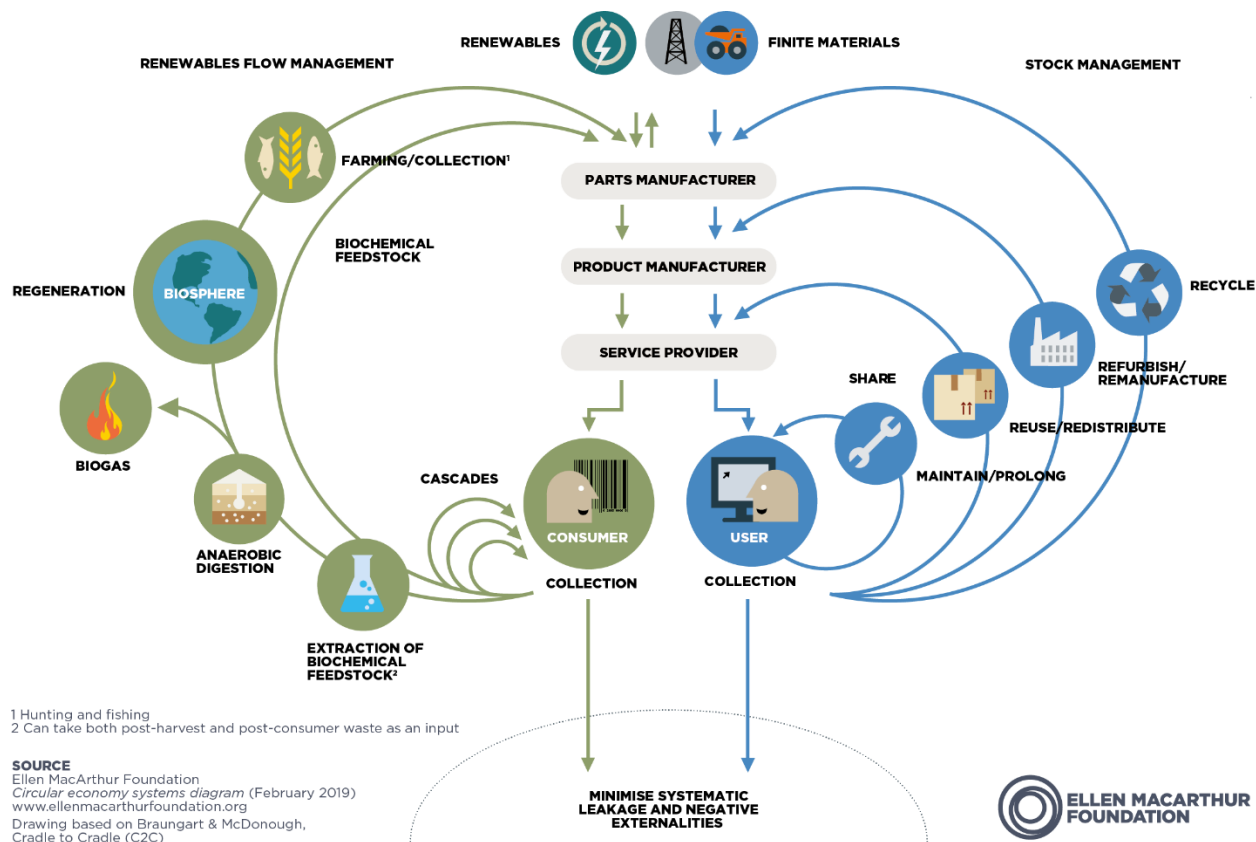 RENEWABLES
FINITE MATERIALS
RENEWABLES FLOW MANAGEMENT
STOCK MANAGEMENT
FARMING/COLLECTION¹
PARTS MANUFACTURER
BIOCHEMICAL
FEEDSTOCK
PRODUCT MANUFACTURER
REGENERATION
BIOSPHERE
RECYCLE
SERVICE PROVIDER
SHARE
REFURBISH/
REMANUFACTURE
REUSE/REDISTRIBUTE
BIOGAS
CASCADES
MAINTAIN/PROLONG
CONSUMER
USER
ANAEROBIC
DIGESTION
COLLECTION
COLLECTION
EXTRACTION OF
BIOCHEMICAL
FEEDSTOCK²
1 Hunting and fishing
2 Can take both post-harvest and post-consumer waste as an input
SOURCE
Ellen MacArthur Foundation
Circular economy systems diagram (February 2019)
www.ellenmacarthurfoundation.org
Drawing based on Braungart & McDonough,
Cradle to Cradle (C2C)
MINIMISE SYSTEMATIC
LEAKAGE AND NEGATIVE
EXTERNALITIES
ELLEN MACARTHUR
FOUNDATION